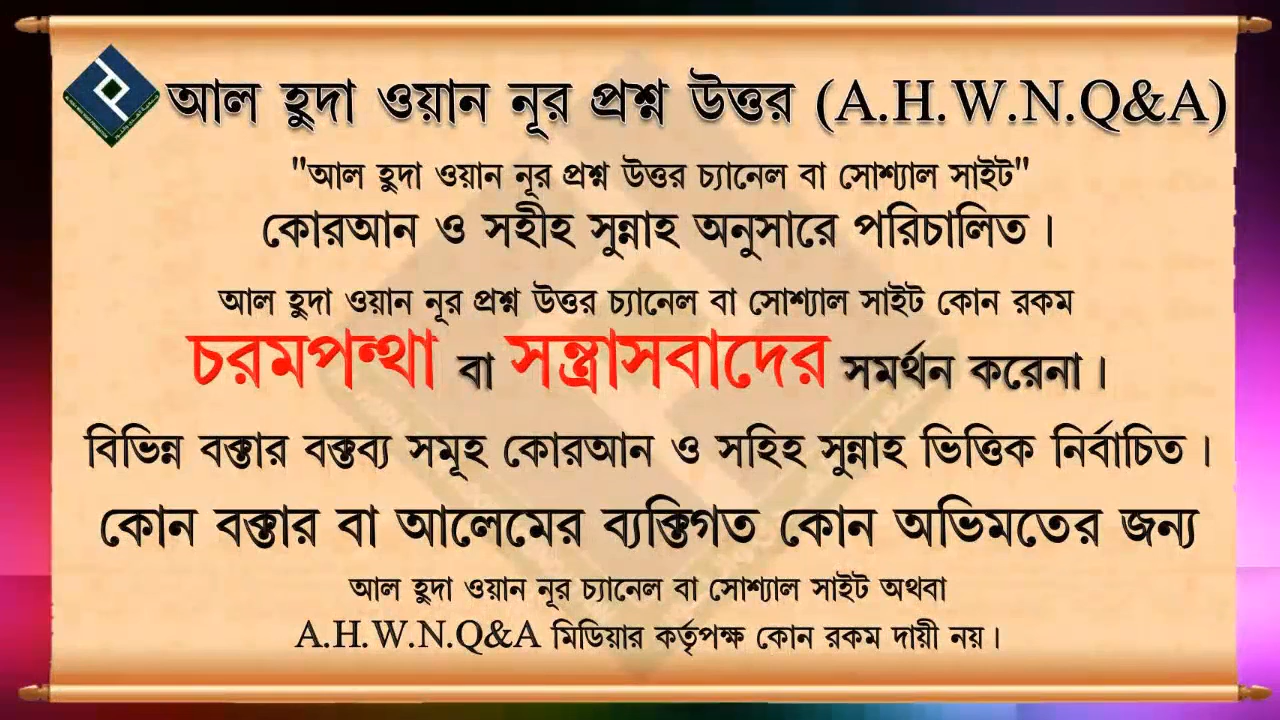 আল হুদা ওয়ান নূর প্রশ্ন উত্তর (A.H.W.N.Q&A)
"আল হুদা ওয়ান নূর প্রশ্ন উত্তর চ্যানেল বা সোশ্যাল সাইট"
কোরআন ও সহীহ সুন্নাহ অনুসারে পরিচালিত।
আল হুদা ওয়ান নূর প্রশ্ন উত্তর চ্যানেল বা সোশ্যাল সাইট কোন রকম
চরমপন্থা বা সন্ত্রাসবাদের সমর্থন করেনা।
বিভিন্ন বক্তার বক্তব্য সমূহ কোরআন ও সহিহ সুন্নাহ ভিত্তিক নির্বাচিত।
কোন বক্তার বা আলেমের ব্যক্তিগত কোন অভিমতের জন্য
আল হুদা ওয়ান নূর চ্যানেল বা সোশ্যাল সাইট অথবা
A.H.W.N.Q&A মিডিয়ার কর্তৃপক্ষ কোন রকম দায়ী নয়।